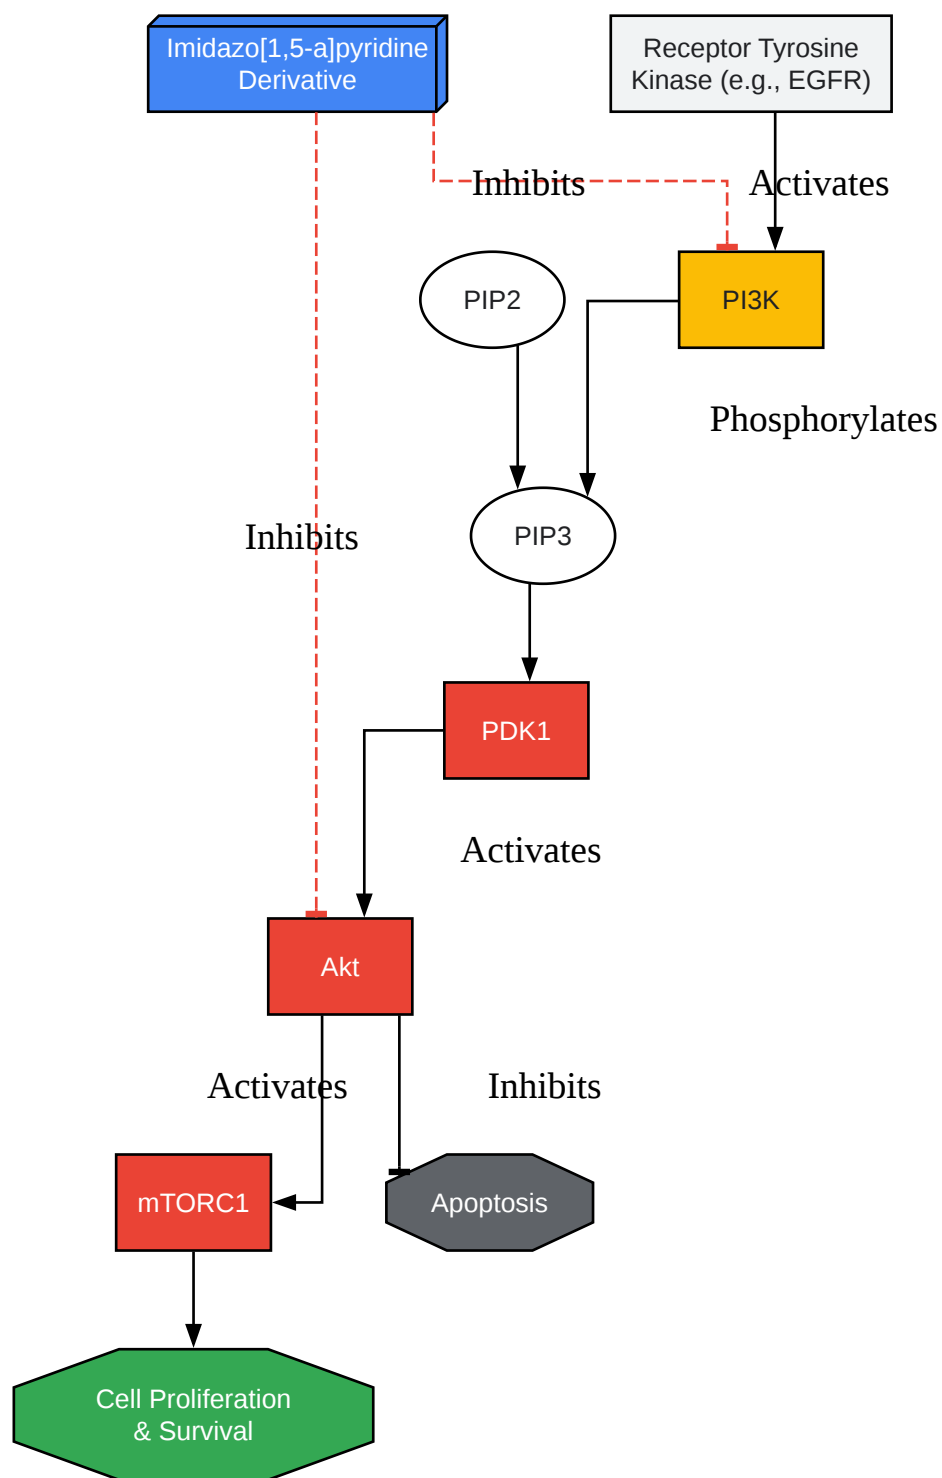 Imidazo[1,5-a]pyridine
Derivative
Receptor Tyrosine
Kinase (e.g., EGFR)
Inhibits
Activates
PIP2
PI3K
Phosphorylates
Inhibits
PIP3
PDK1
Activates
Akt
Activates
Inhibits
mTORC1
Apoptosis
Cell Proliferation
& Survival